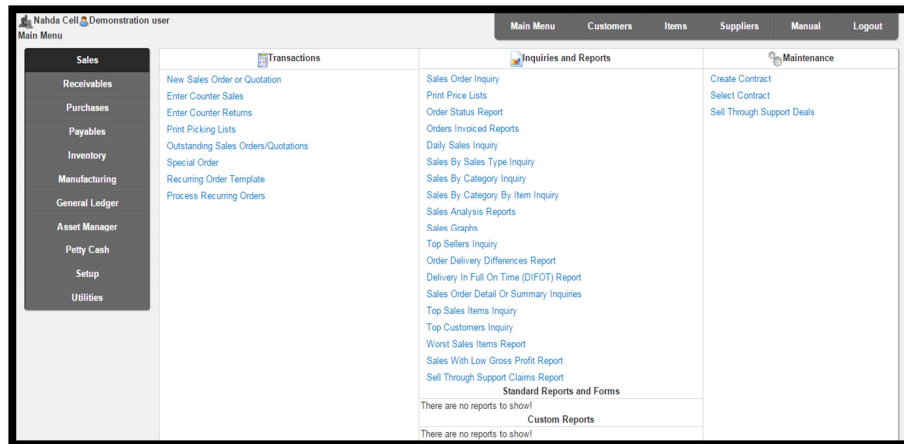 Nahda Cell Demonstration user
Main Menu
Main Menu Customers Items Suppliers Manual Logout
Sales
Receivables
Purchases
Payables
Inventory
Manufacturing
General Ledger
Asset Manager
Petty Cash
Setup
Utilities
Transactions
New Sales Order or Quotation
Enter Counter Sales
Enter Counter Returns
Print Picking Lists
Outstanding Sales Orders/Quotations
Special Order
Recurring Order Template
Process Recurring Orders
Inquiries and Reports
Sales Order Inquiry
Print Price Lists
Order Status Report
Orders Invoiced Reports
Daily Sales Inquiry
Sales By Sales Type Inquiry
Sales By Category Inquiry
Sales By Category By Item Inquiry
Sales Analysis Reports
Sales Graphs
Top Sellers Inquiry
Order Delivery Differences Report
Delivery In Full On Time (DIFOT) Report
Sales Order Detail Or Summary Inquiries
Top Sales Items Inquiry
Top Customers Inquiry
Worst Sales Items Report
Sales With Low Gross Profit Report
Sell Through Support Claims Report
Standard Reports and Forms
There are no reports to show!
Custom Reports
There are no reports to show!
Maintenance
Create Contract
Select Contract
Sell Through Support Deals